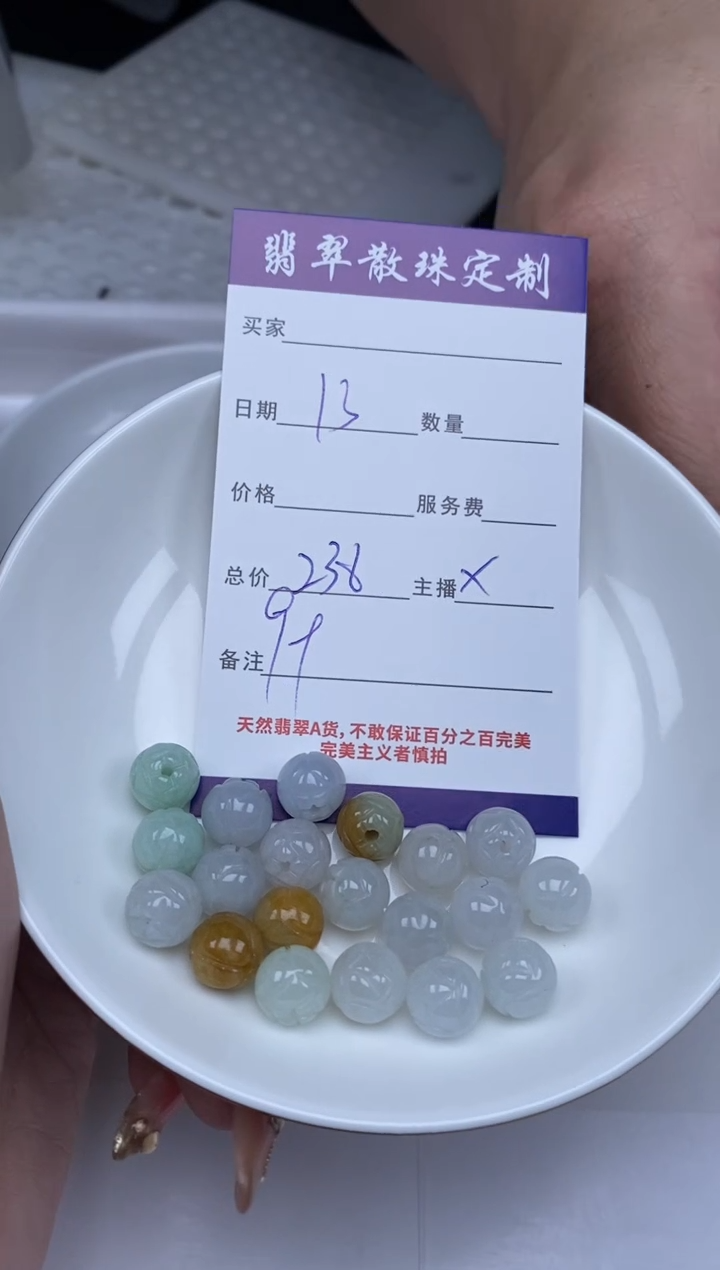 翡翠散珠定制
买家
日期 13 数量
价格 服务费
总价 238 主播 X
备注
天然翡翠A货,不敢保证百分之百完美
完美主义者慎拍